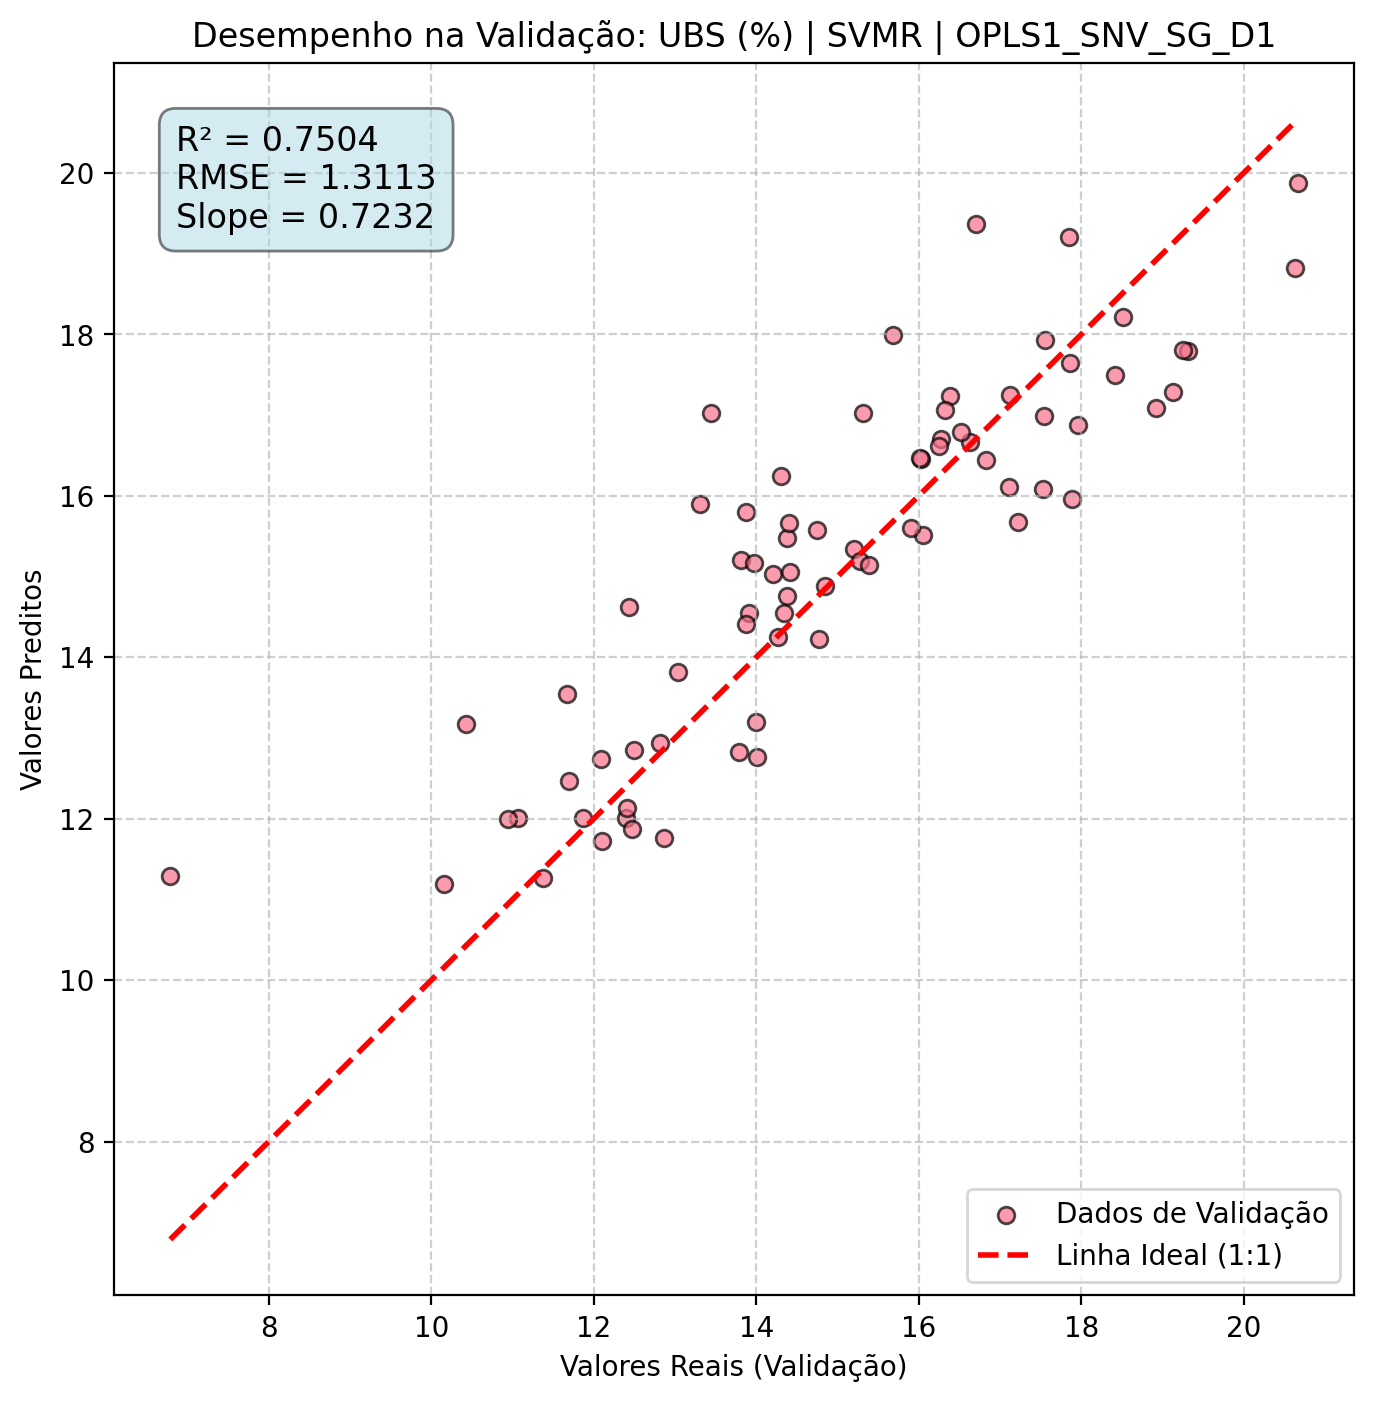 Desempenho na Validação: UBS (%) | SVMR | OPLS1_SNV_SG_D1
R² = 0.7504
RMSE = 1.3113
Slope = 0.7232
20
18
16
14
12
10
8
Valores Preditos
Dados de Validação
Linha Ideal (1:1)
8 10 12 14 16 18 20
Valores Reais (Validação)